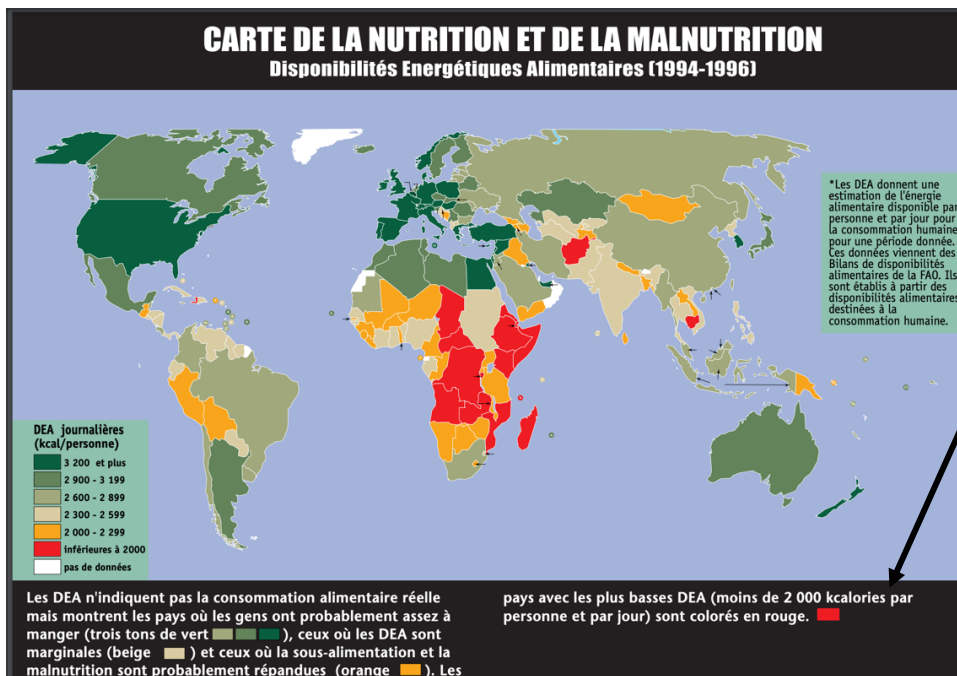 CARTE DE LA NUTRITION ET DE LA MALNUTRITION
Disponibilités Energétiques Alimentaires (1994-1996)
*Les DEA donnent une
estimation de l'énergie
alimentaire disponible par
personne et par jour pour
la consommation humaine
pour une période donnée.
Ces données viennent des
Bilans de disponibilités
alimentaires de la FAO. Ils
sont établis à partir des
disponibilités alimentaires
destinées à la
consommation humaine.
DEA journalières
(kcal/personne)
3 200 et plus
2 900 - 3 199
2 600 - 2 899
2 300 - 2 599
2 000 - 2 299
inférieures à 2000
pas de données
Les DEA n'indiquent pas la consommation alimentaire réelle
mais montrent les pays où les gens ont probablement assez à
manger (trois tons de vert ), ceux où les DEA sont
marginales (beige ) et ceux où la sous-alimentation et la
malnutrition sont probablement répandues (orange ). Les
pays avec les plus basses DEA (moins de 2 000 kcalories par
personne et par jour) sont colorés en rouge.